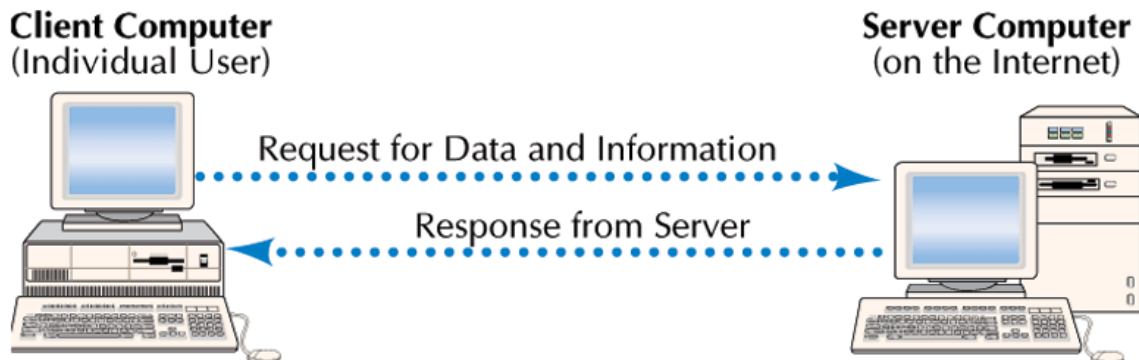 Client Computer
(Individual User)
Server Computer
(on the Internet)
Request for Data and Information
Response from Server